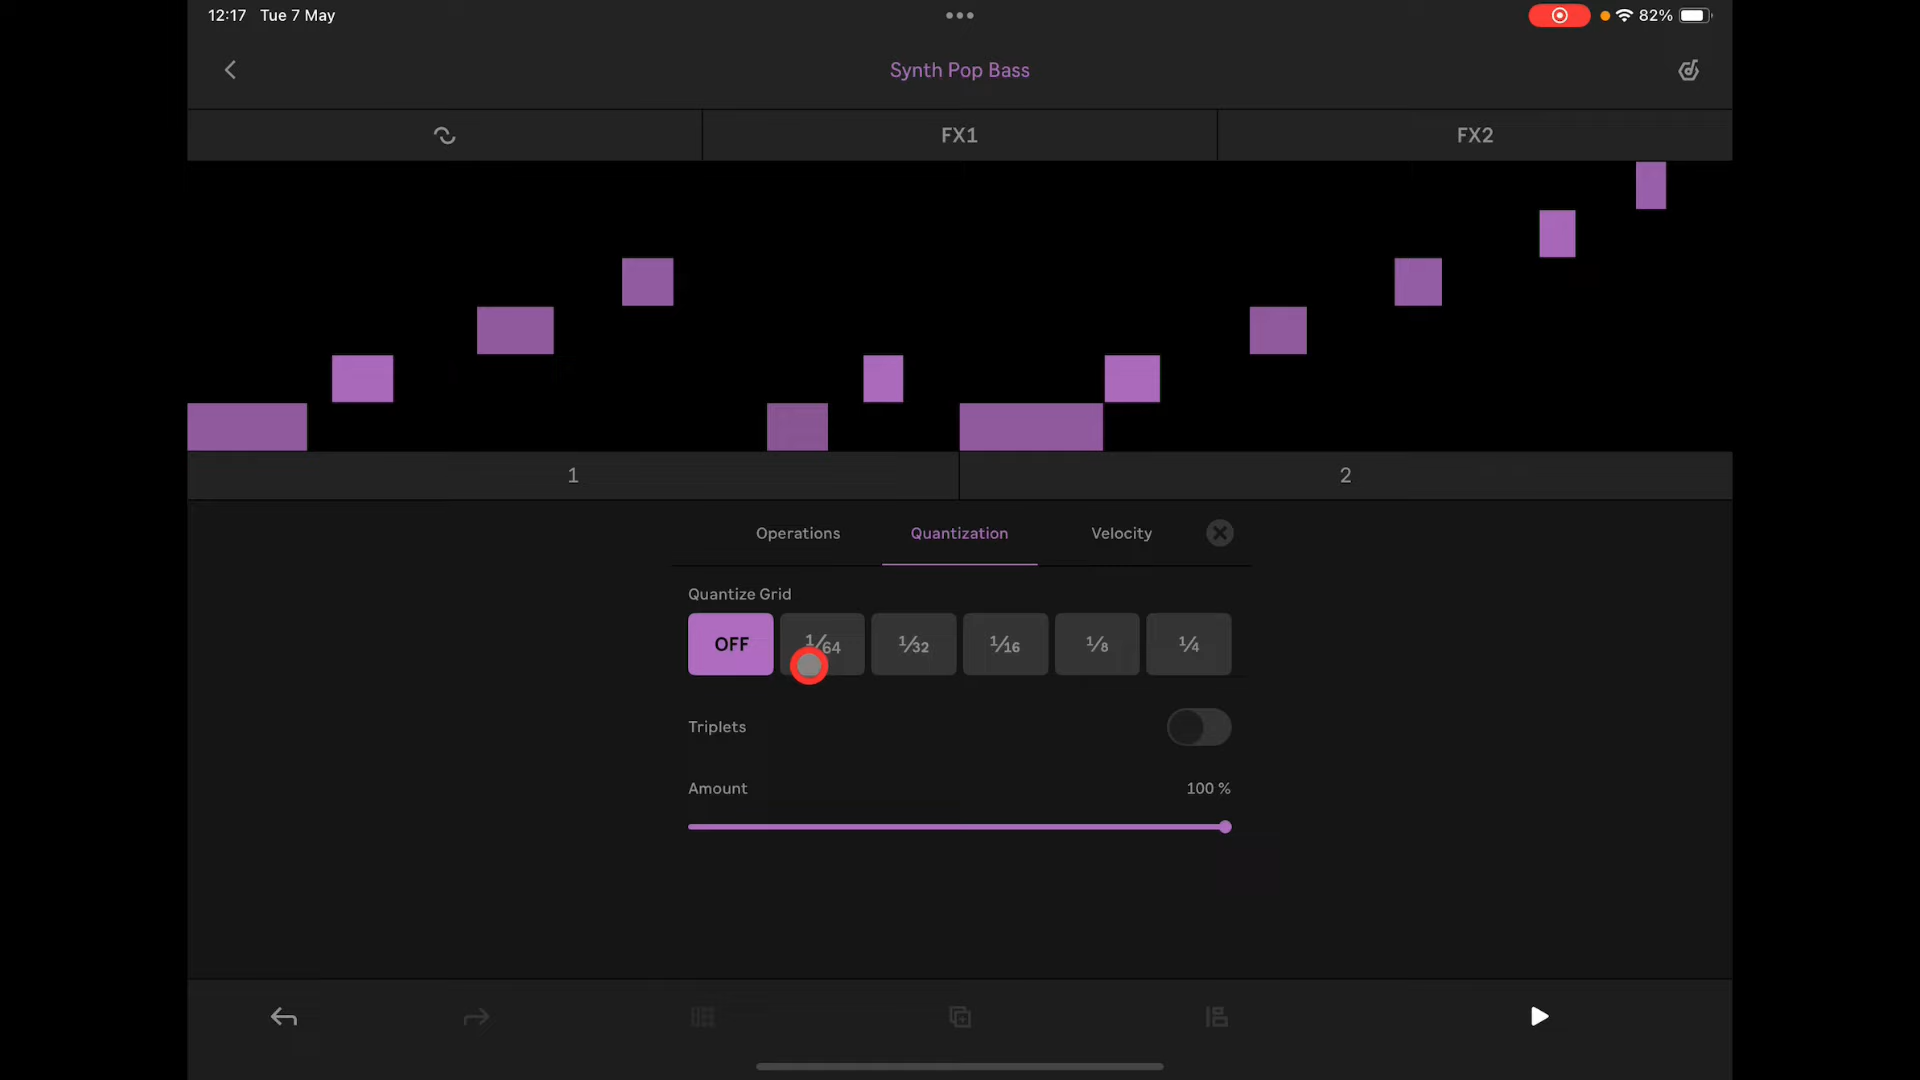 12:17 Tue 7 May
82%
Synth Pop Bass
FX1
FX2
1
2
Operations
Quantization
Velocity
Quantize Grid
OFF
1/64
1/32
1/16
1/8
1/4
Triplets
Amount
100 %